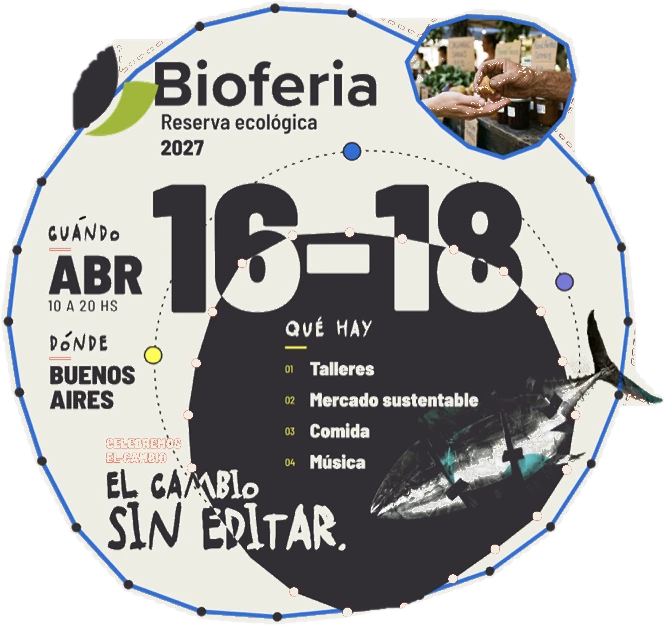 Bioferia
Reserva ecológica
2027
16–18
CUÁNDO
ABR
10 A 20 HS
DÓNDE
BUENOS
AIRES
QUÉ HAY
01 Talleres
02 Mercado sustentable
03 Comida
04 Música
CELEBREMOS
EL CAMBIO
EL CAMBIO
SIN EDITAR.